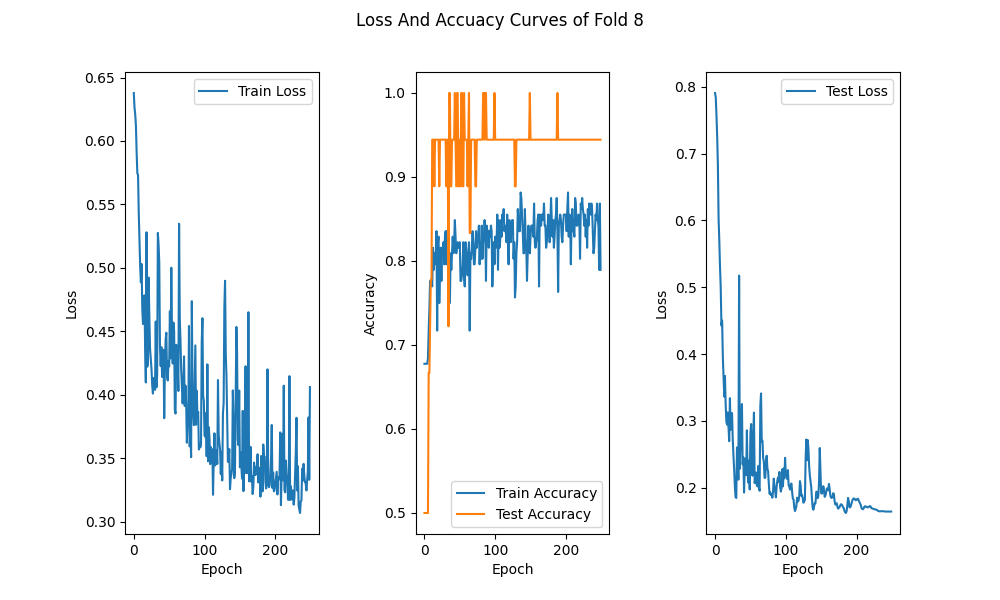 Loss And Accuacy Curves of Fold 8
Train Loss
0.65
0.60
0.55
0.50
0.45
0.40
0.35
0.30
Loss
0
100
200
Epoch
1.0
0.9
0.8
0.7
0.6
0.5
Accuracy
Train Accuracy
Test Accuracy
0
100
200
Epoch
Test Loss
0.8
0.7
0.6
0.5
0.4
0.3
0.2
Loss
0
100
200
Epoch